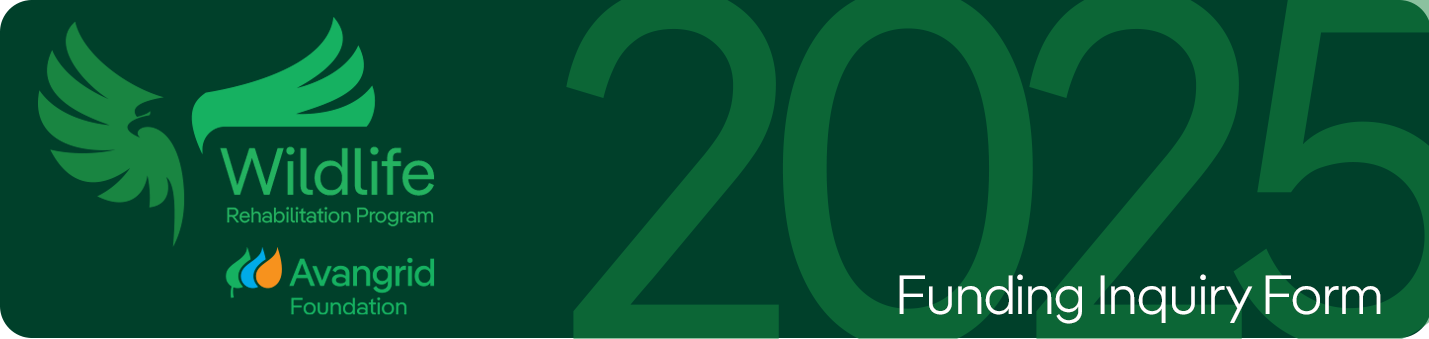 Wildlife
Rehabilitation Program
Avangrid
Foundation
2025
Funding Inquiry Form